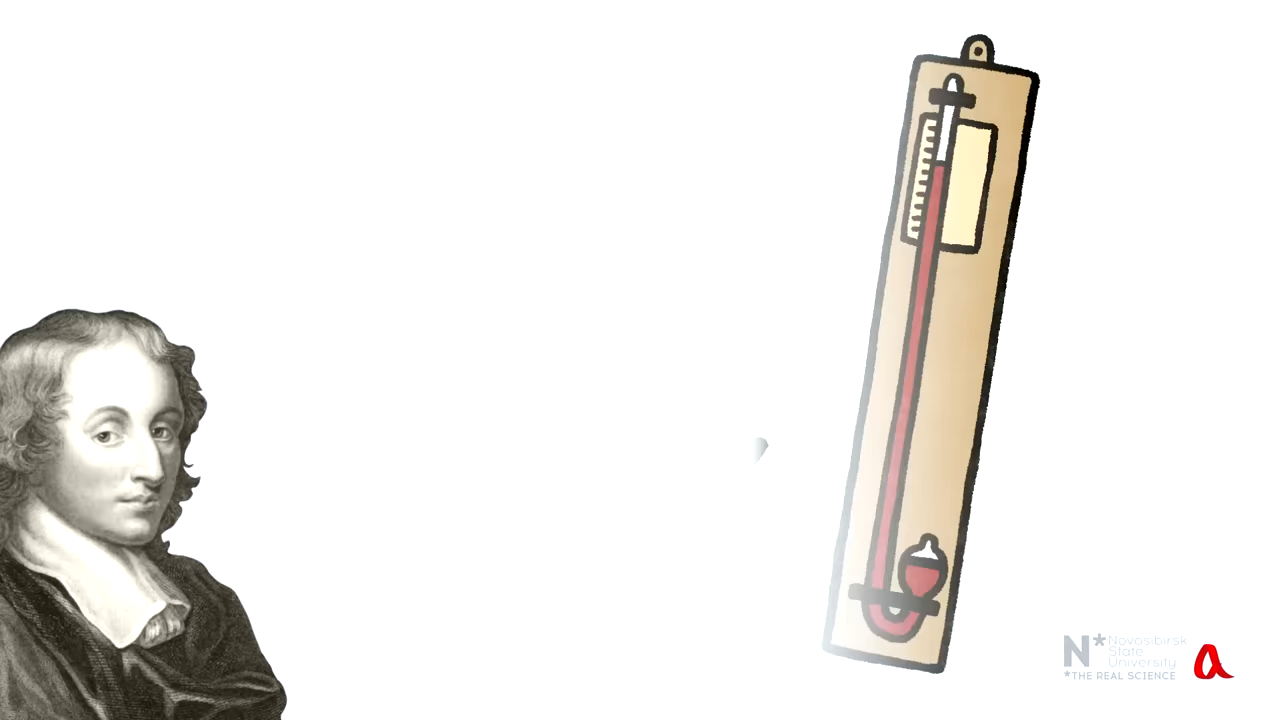 N*
Novosibirsk
State
University
*THE REAL SCIENCE
a